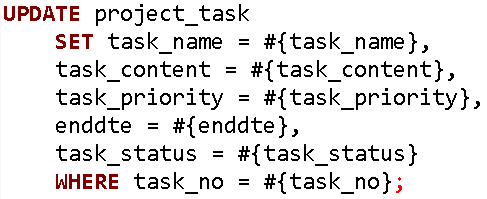 UPDATE project_task
SET task_name = #{task_name},
task_content = #{task_content},
task_priority = #{task_priority},
enddte = #{enddte},
task_status = #{task_status}
WHERE task_no = #{task_no};